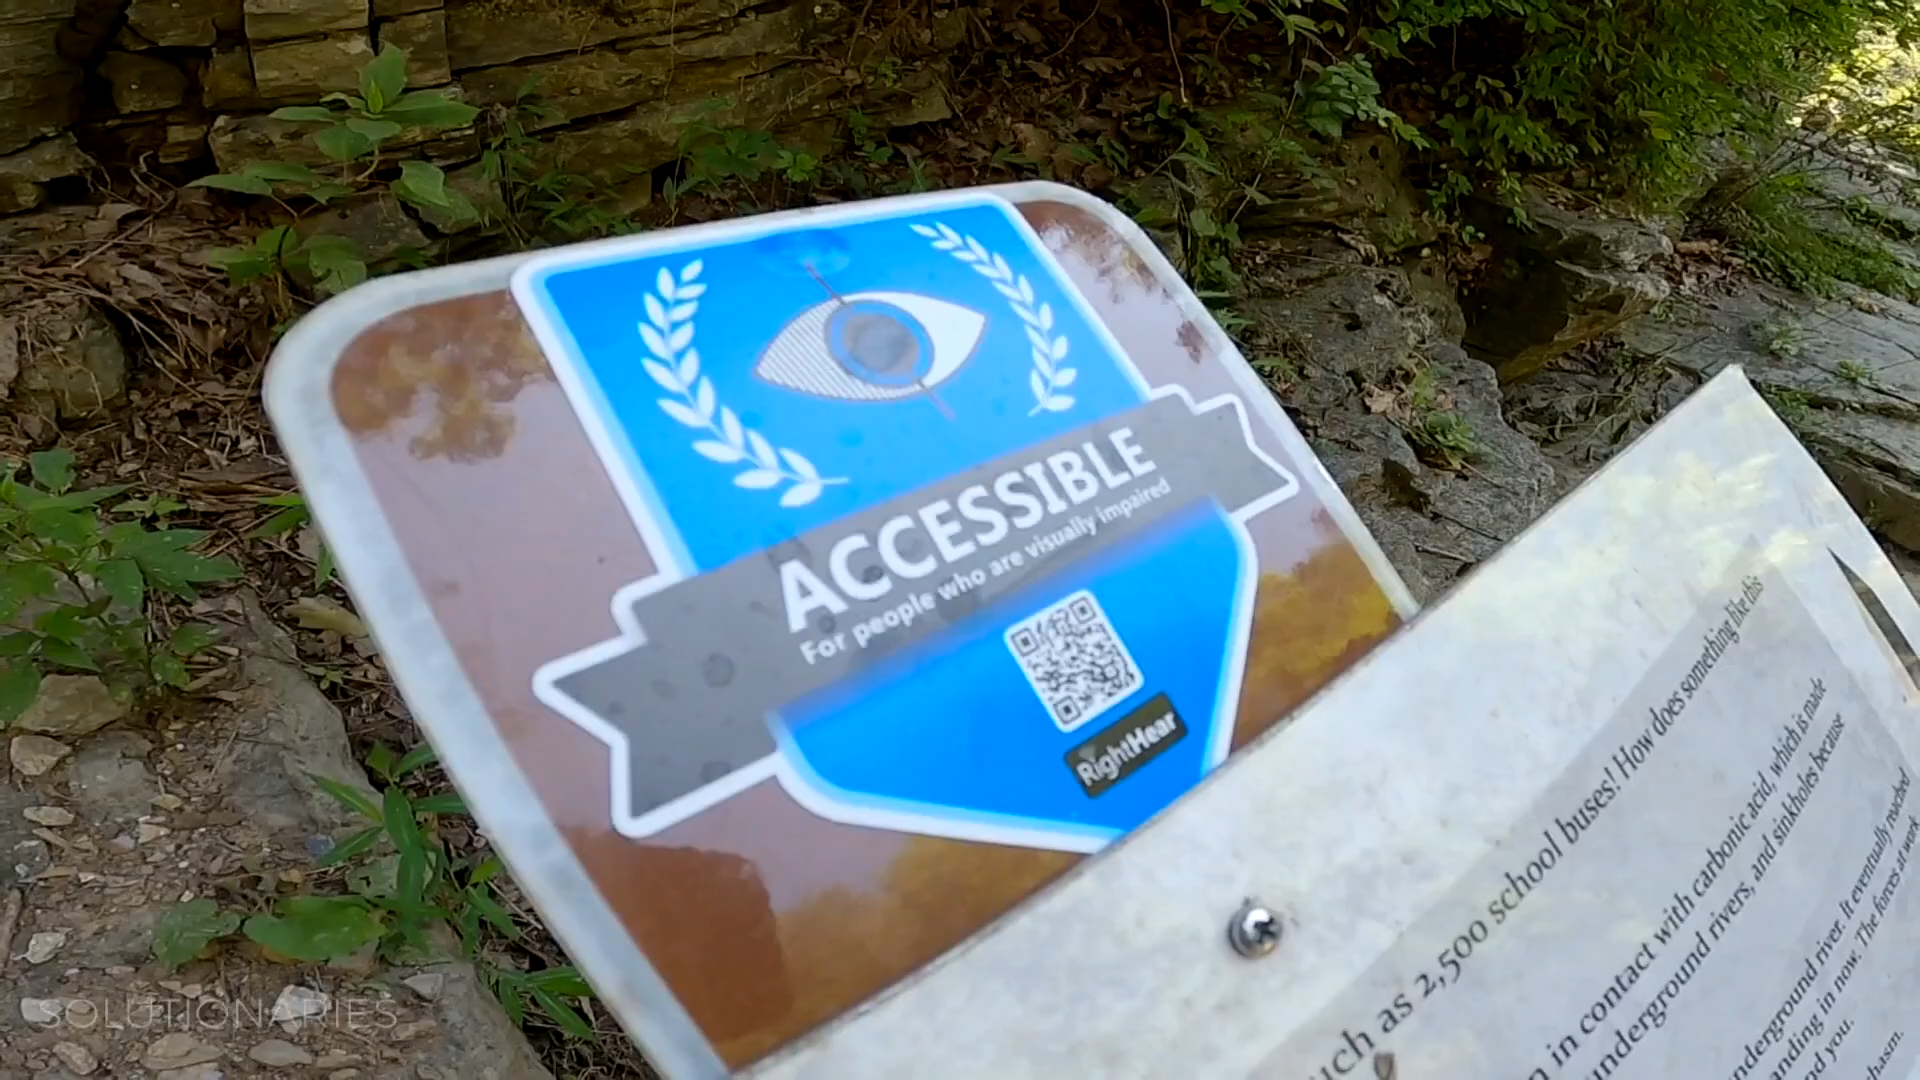 ACCESSIBLE
For people who are visually impaired
RightHear
as 2,500 school buses! How does something like this
in contact with carbonic acid, which is made
underground rivers, and sinkholes because
underground river. It eventually reached
in now. The forces at work
you.
SOLUTIONARIES